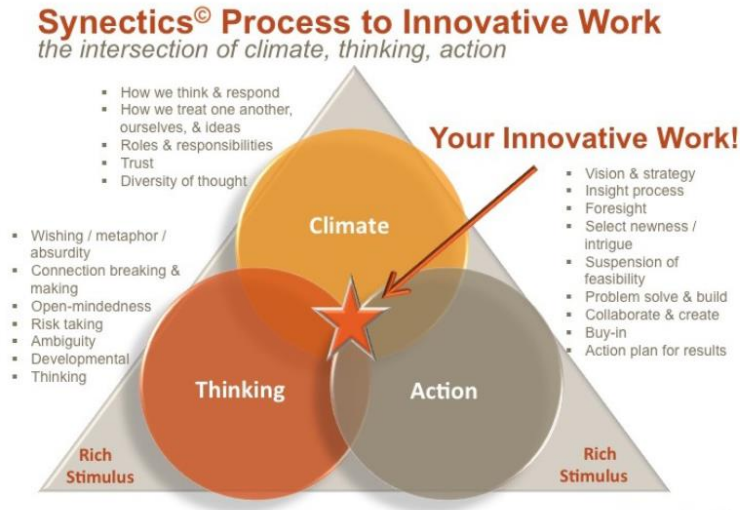 Synectics© Process to Innovative Work
the intersection of climate, thinking, action
▪ How we think & respond
▪ How we treat one another,
ourselves, & ideas
▪ Roles & responsibilities
▪ Trust
▪ Diversity of thought
Your Innovative Work!
▪ Vision & strategy
▪ Insight process
▪ Foresight
▪ Select newness /
intrigue
▪ Suspension of
feasibility
▪ Problem solve & build
▪ Collaborate & create
▪ Buy-in
▪ Action plan for results
Climate
▪ Wishing / metaphor /
absurdity
▪ Connection breaking &
making
▪ Open-mindedness
▪ Risk taking
▪ Ambiguity
▪ Developmental
▪ Thinking
Thinking
Action
Rich
Stimulus
Rich
Stimulus